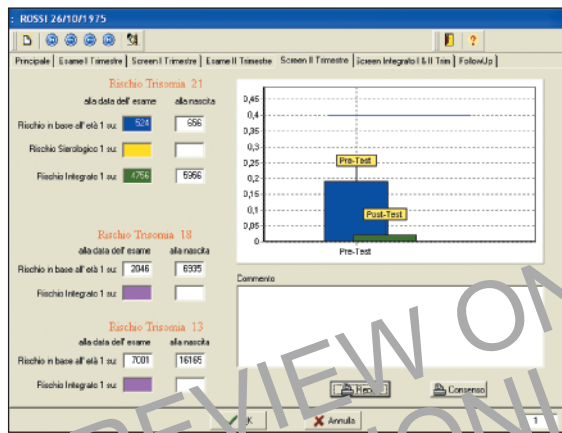 : ROSSI 26/10/1975
Principale Esame I Trimestre Screen I Trimestre Esame II Trimestre Screen II Trimestre Screen Integrato I & II Trim FollowUp
Rischio Trisomia 21
alla data dell' esame alla nascita
Rischio in base all' età 1 su: 524 656
Rischio Sierologico 1 su:
Rischio Integrato 1 su: 4756 5966
Rischio Trisomia 18
alla data dell' esame alla nascita
Rischio in base all' età 1 su: 2046 6935
Rischio Integrato 1 su:
Rischio Trisomia 13
alla data dell' esame alla nascita
Rischio in base all' età 1 su: 7001 16165
Rischio Integrato 1 su:
0,45
0,4
0,35
0,3
0,25
0,2
0,15
0,1
0,05
0
Pre-Test
Post-Test
Pre-Test
Commento
Consenso
Annulla
1
PREVIEW ON